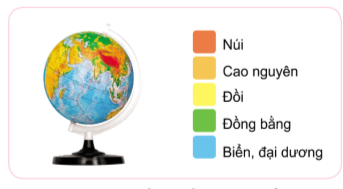 Núi
Cao nguyên
Đồi
Đồng bằng
Biển, đại dương